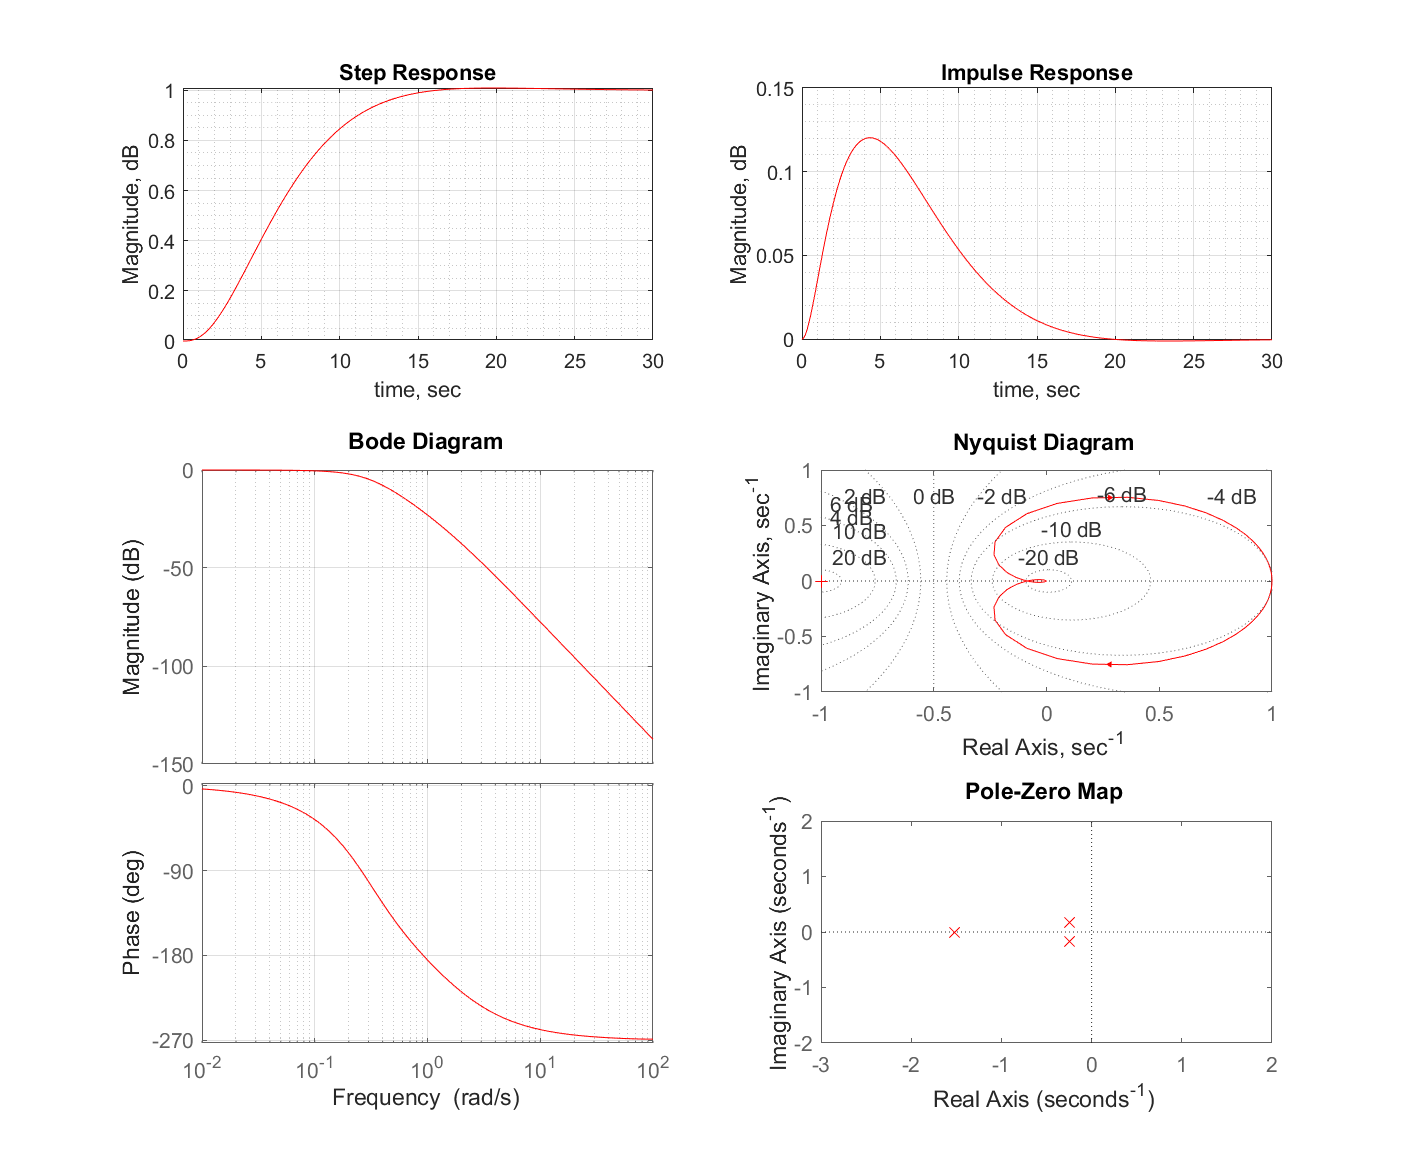 Step Response
Magnitude, dB
1
0.8
0.6
0.4
0.2
0
0 5 10 15 20 25 30
time, sec
Impulse Response
Magnitude, dB
0.15
0.1
0.05
0
0 5 10 15 20 25 30
time, sec
Bode Diagram
Magnitude (dB)
0
-50
-100
-150
Phase (deg)
0
-90
-180
-270
10-2 10-1 100 101 102
Frequency (rad/s)
Nyquist Diagram
Imaginary Axis, sec-1
1
0.5
0
-0.5
-1
2 dB 0 dB -2 dB -6 dB -4 dB
6 dB
4 dB
10 dB -10 dB
20 dB -20 dB
-1 -0.5 0 0.5 1
Real Axis, sec-1
Pole-Zero Map
Imaginary Axis (seconds-1)
2
1
0
-1
-2
-3 -2 -1 0 1 2
Real Axis (seconds-1)